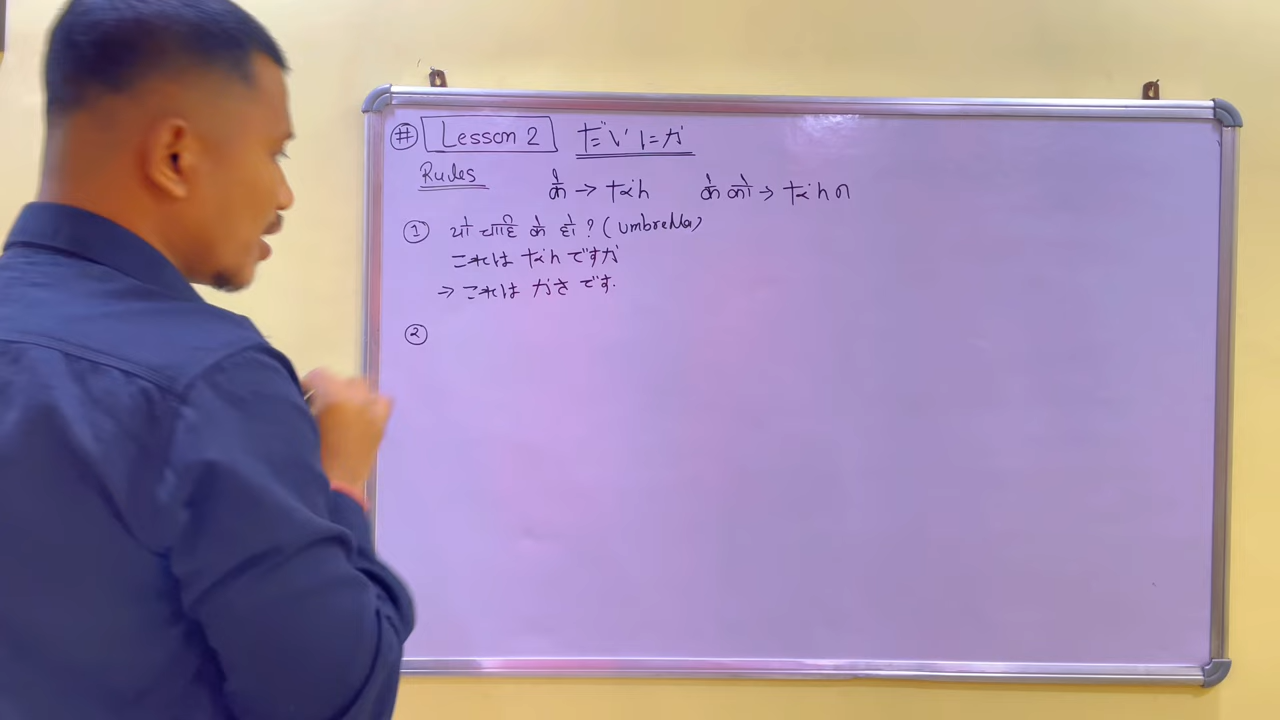 # Lesson 2 だいにか
Rules
के → なん के को → なんの
① यो चाहि के हो ? (umbrella)
これは なん ですか
→ これは かさ です.
②